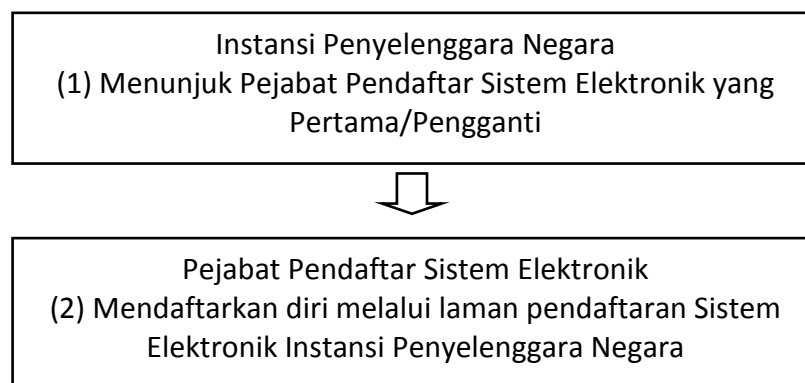 Instansi Penyelenggara Negara
(1) Menunjuk Pejabat Pendaftar Sistem Elektronik yang
Pertama/Pengganti
Pejabat Pendaftar Sistem Elektronik
(2) Mendaftarkan diri melalui laman pendaftaran Sistem
Elektronik Instansi Penyelenggara Negara